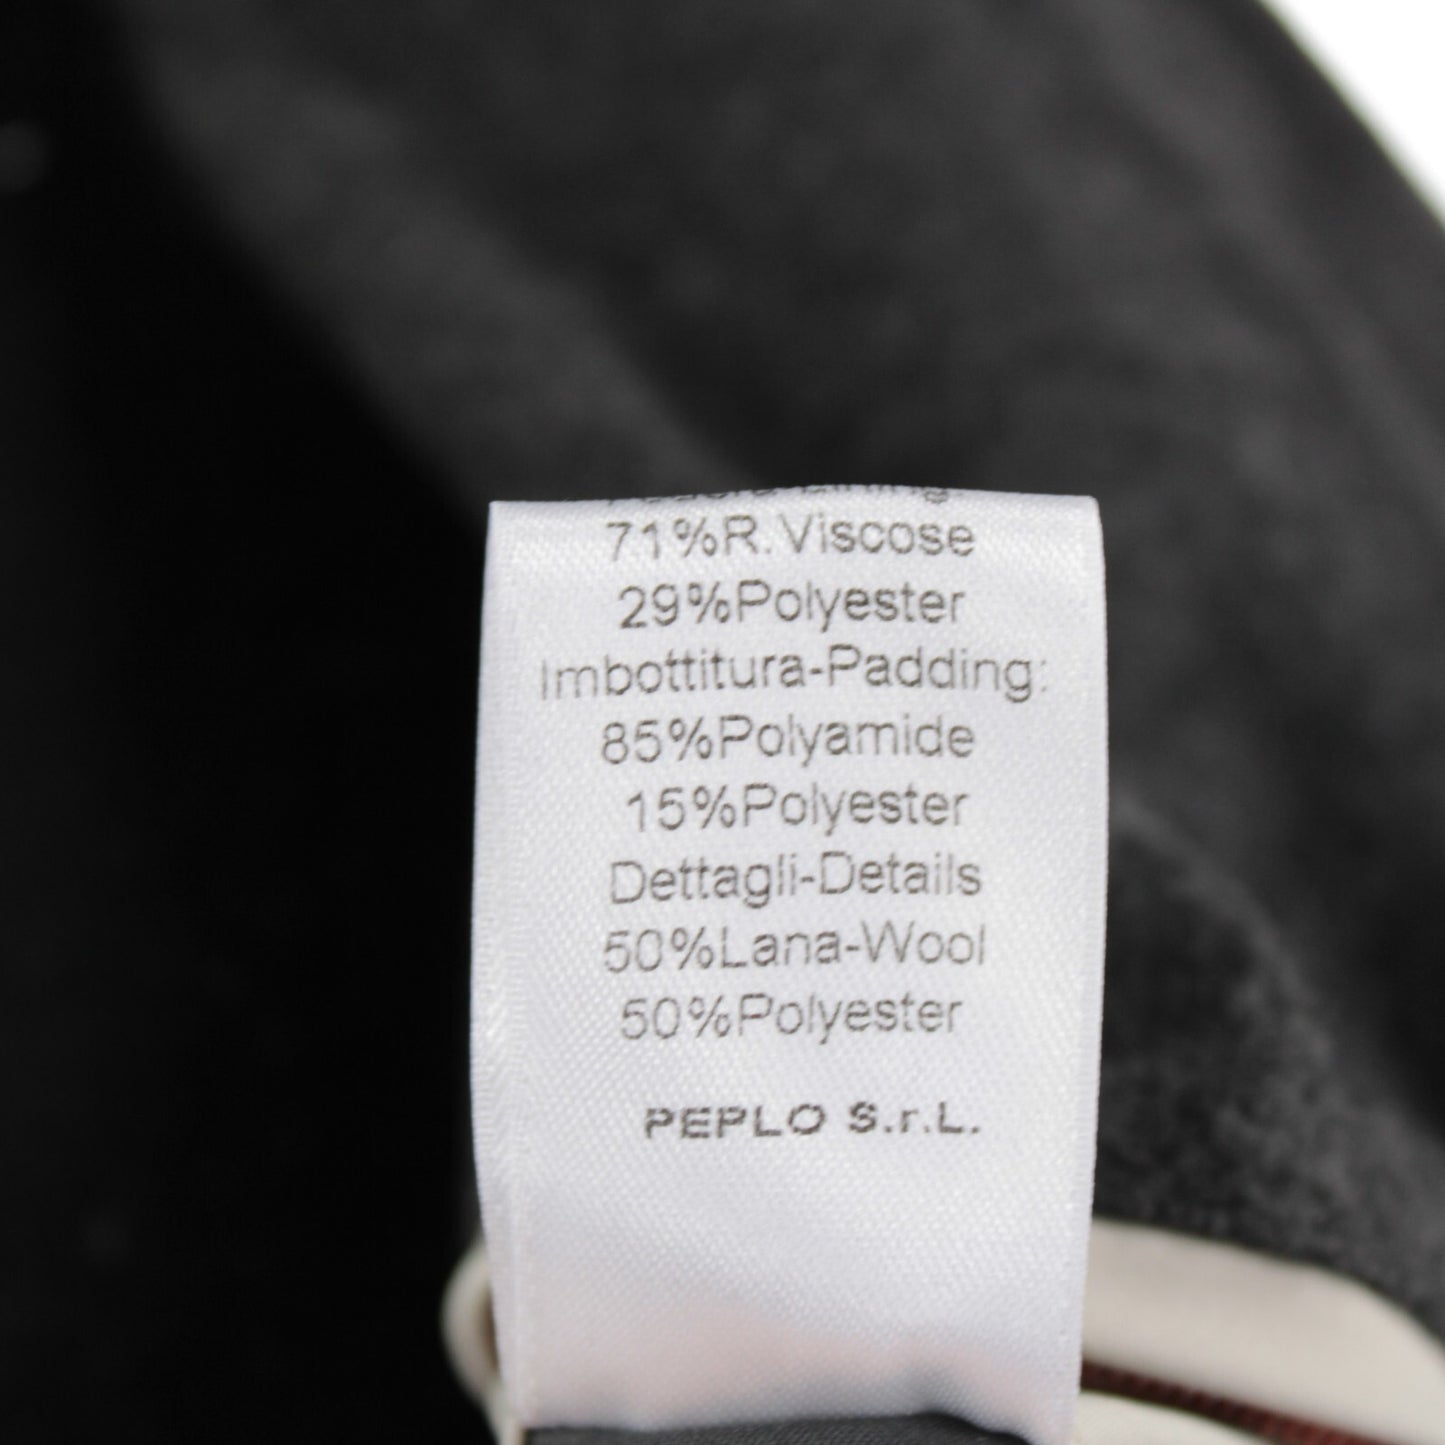 71%R.Viscose
29%Polyester
Imbottitura-Padding:
85%Polyamide
15%Polyester
Dettagli-Details
50%Lana-Wool
50%Polyester
PEPLO S.r.L.